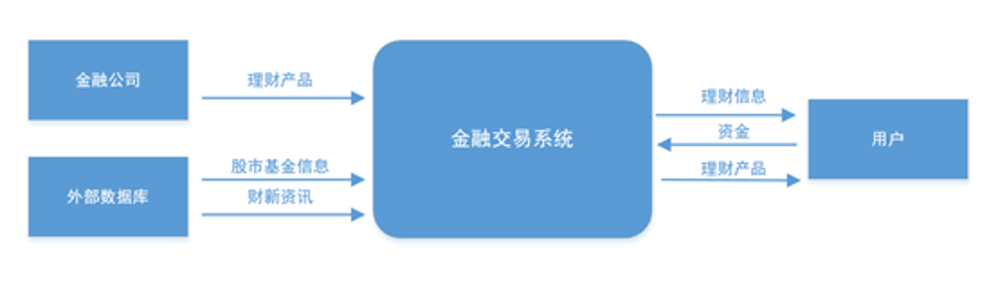 金融公司
理财产品
外部数据库
股市基金信息
财新资讯
金融交易系统
理财信息
资金
理财产品
用户